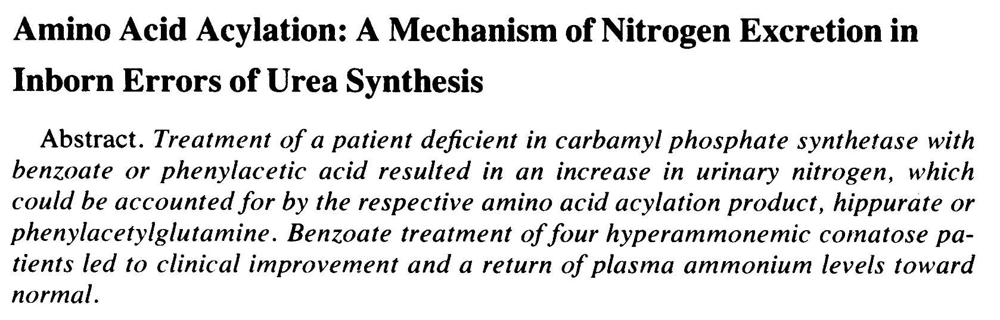 Amino Acid Acylation: A Mechanism of Nitrogen Excretion in
Inborn Errors of Urea Synthesis
Abstract. Treatment of a patient deficient in carbamyl phosphate synthetase with
benzoate or phenylacetic acid resulted in an increase in urinary nitrogen, which
could be accounted for by the respective amino acid acylation product, hippurate or
phenylacetylglutamine. Benzoate treatment of four hyperammonemic comatose pa-
tients led to clinical improvement and a return of plasma ammonium levels toward
normal.